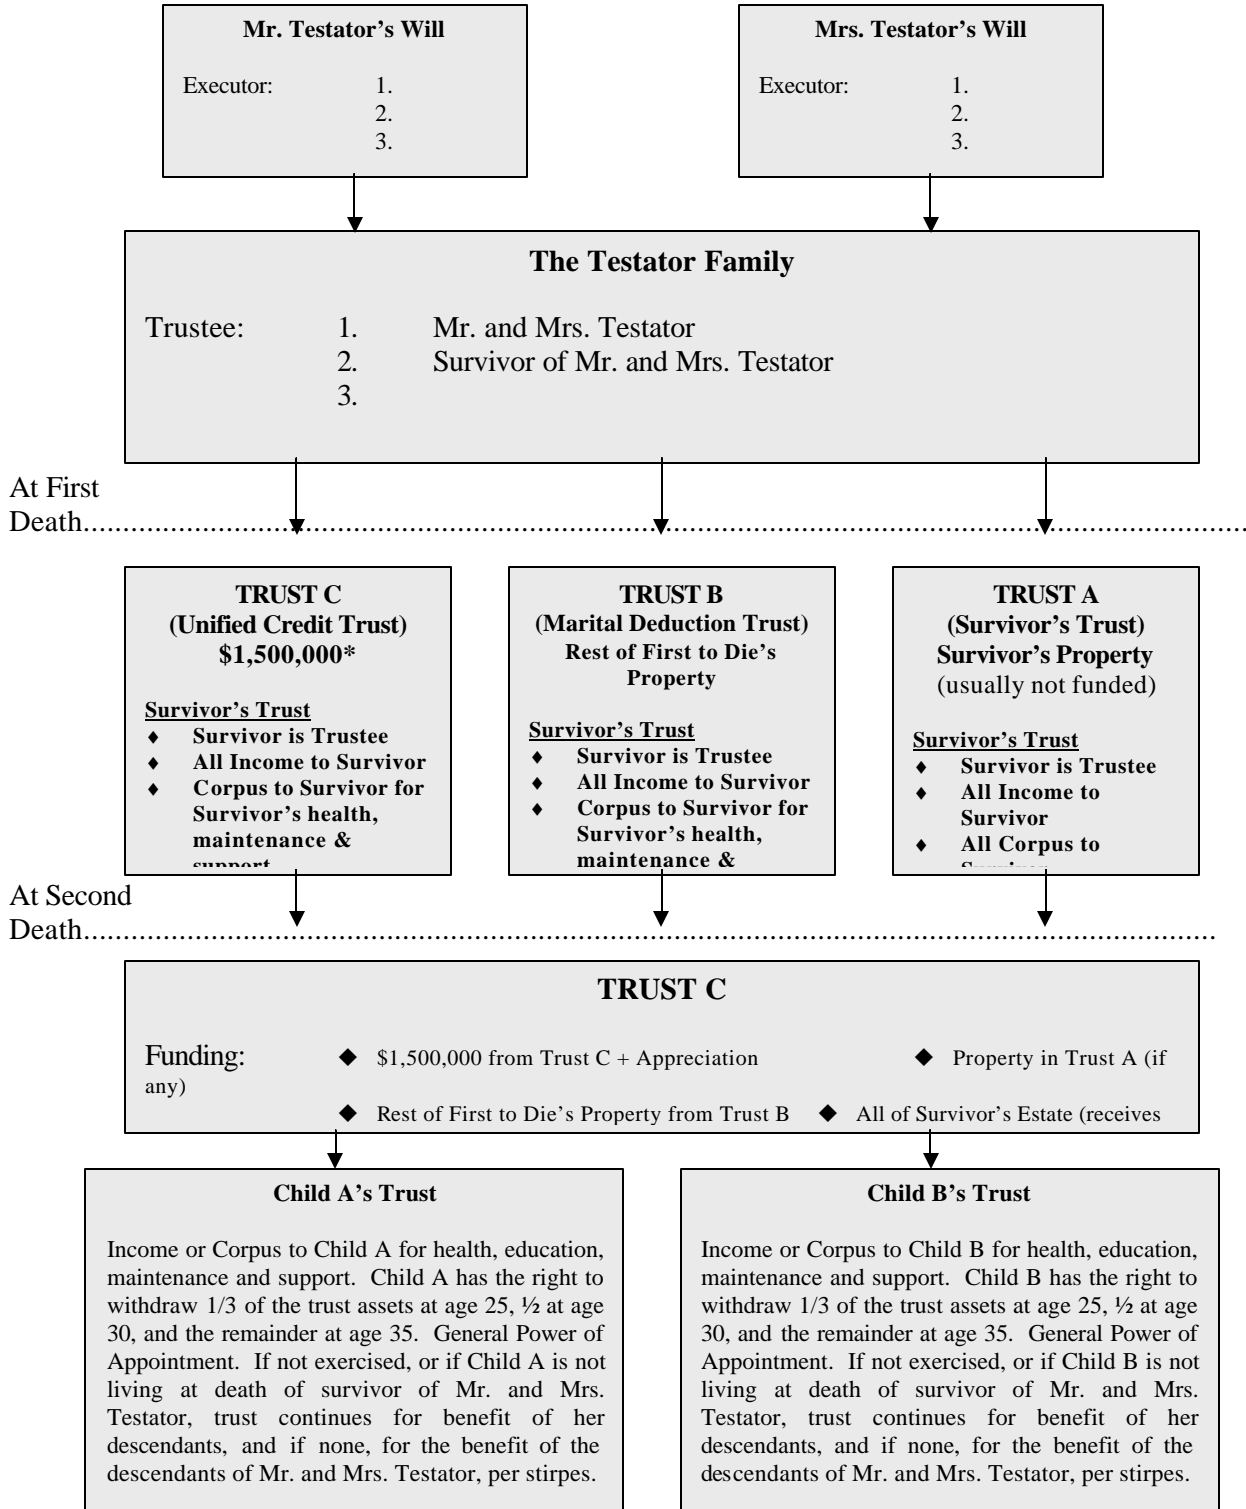 Mr. Testator’s Will
Executor: 1.
2.
3.
Mrs. Testator’s Will
Executor: 1.
2.
3.
The Testator Family
Trustee: 1. Mr. and Mrs. Testator
2. Survivor of Mr. and Mrs. Testator
3.
At First
Death
TRUST C
(Unified Credit Trust)
$1,500,000*
Survivor’s Trust
♦ Survivor is Trustee
♦ All Income to Survivor
♦ Corpus to Survivor for
Survivor’s health,
maintenance &
support
TRUST B
(Marital Deduction Trust)
Rest of First to Die’s
Property
Survivor’s Trust
♦ Survivor is Trustee
♦ All Income to Survivor
♦ Corpus to Survivor for
Survivor’s health,
maintenance &
TRUST A
(Survivor’s Trust)
Survivor’s Property
(usually not funded)
Survivor’s Trust
♦ Survivor is Trustee
♦ All Income to
Survivor
♦ All Corpus to
Survivor
At Second
Death
TRUST C
Funding: ◆ $1,500,000 from Trust C + Appreciation ◆ Property in Trust A (if
any)
◆ Rest of First to Die’s Property from Trust B ◆ All of Survivor’s Estate (receives
Child A’s Trust
Income or Corpus to Child A for health, education,
maintenance and support. Child A has the right to
withdraw 1/3 of the trust assets at age 25, ½ at age
30, and the remainder at age 35. General Power of
Appointment. If not exercised, or if Child A is not
living at death of survivor of Mr. and Mrs.
Testator, trust continues for benefit of her
descendants, and if none, for the benefit of the
descendants of Mr. and Mrs. Testator, per stirpes.
Child B’s Trust
Income or Corpus to Child B for health, education,
maintenance and support. Child B has the right to
withdraw 1/3 of the trust assets at age 25, ½ at age
30, and the remainder at age 35. General Power of
Appointment. If not exercised, or if Child B is not
living at death of survivor of Mr. and Mrs.
Testator, trust continues for benefit of her
descendants, and if none, for the benefit of the
descendants of Mr. and Mrs. Testator, per stirpes.